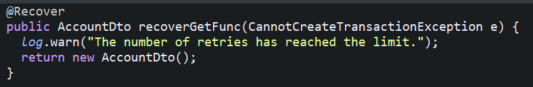 @Recover
public AccountDto recoverGetFunc(CannotCreateTransactionException e) {
  log.warn("The number of retries has reached the limit.");
  return new AccountDto();
}